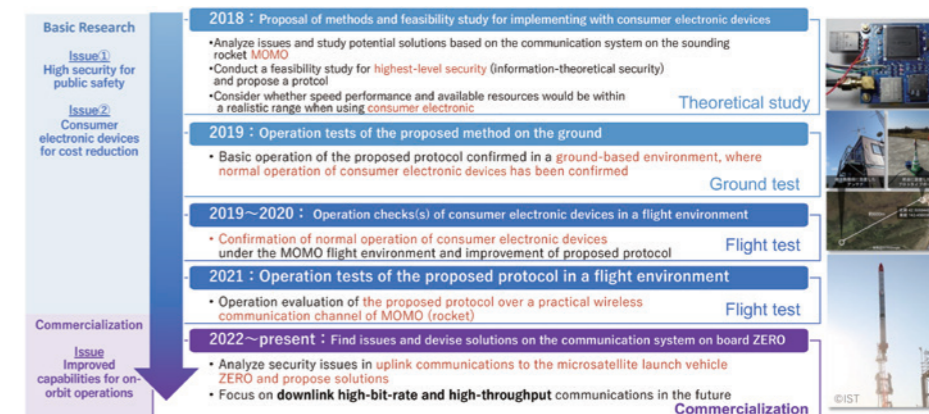 Basic Research
Issue①
High security for
public safety
Issue②
Consumer
electronic devices
for cost reduction
Commercialization
Issue
Improved
capabilities for on-
orbit operations
2018：Proposal of methods and feasibility study for implementing with consumer electronic devices
•Analyze issues and study potential solutions based on the communication system on the sounding
rocket MOMO
•Conduct a feasibility study for highest-level security (information-theoretical security)
and propose a protcol
•Consider whether speed performance and available resources would be within
a realistic range when using consumer electronic
Theoretical study
2019：Operation tests of the proposed method on the ground
• Basic operation of the proposed protocol confirmed in a ground-based environment, where
normal operation of consumer electronic devices has been confirmed
Ground test
2019～2020： Operation checks(s) of consumer electronic devices in a flight environment
• Confirmation of normal operation of consumer electronic devices
under the MOMO flight environment and improvement of proposed protocol
Flight test
2021：Operation tests of the proposed protocol in a flight environment
• Operation evaluation of the proposed protocol over a practical wireless
communication channel of MOMO (rocket)
Flight test
2022～present：Find issues and devise solutions on the communication system on board ZERO
• Analyze security issues in uplink communications to the microsatellite launch vehicle
ZERO and propose solutions
• Focus on downlink high-bit-rate and high-throughput communications in the future
Commercialization
©IST